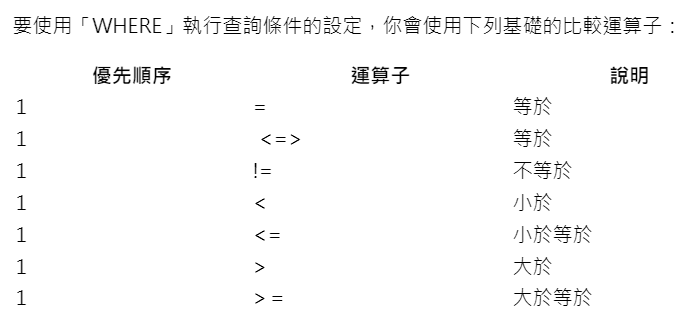 要使用「WHERE」執行查詢條件的設定，你會使用下列基礎的比較運算子：
優先順序 運算子 說明
1 = 等於
1 <=> 等於
1 != 不等於
1 < 小於
1 <= 小於等於
1 > 大於
1 >= 大於等於